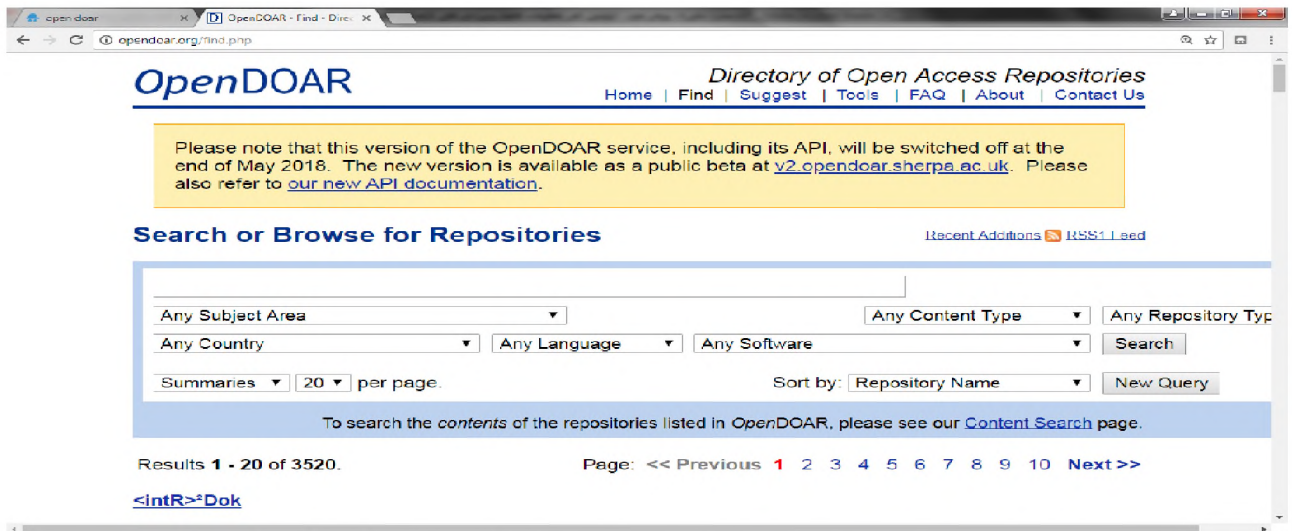 open doar
OpenDOAR - Find - Direc
opendoar.org/find.php
OpenDOAR
Directory of Open Access Repositories
Home | Find | Suggest | Tools | FAQ | About | Contact Us
Please note that this version of the OpenDOAR service, including its API, will be switched off at the
end of May 2018. The new version is available as a public beta at v2.opendoar.sherpa.ac.uk. Please
also refer to our new API documentation.
Search or Browse for Repositories
Recent Additions RSS1 Feed
Any Subject Area Any Content Type Any Repository Typ
Any Country Any Language Any Software Search
Summaries 20 per page. Sort by: Repository Name New Query
To search the contents of the repositories listed in OpenDOAR, please see our Content Search page.
Results 1 - 20 of 3520. Page: << Previous 1 2 3 4 5 6 7 8 9 10 Next >>
<intR>²Dok